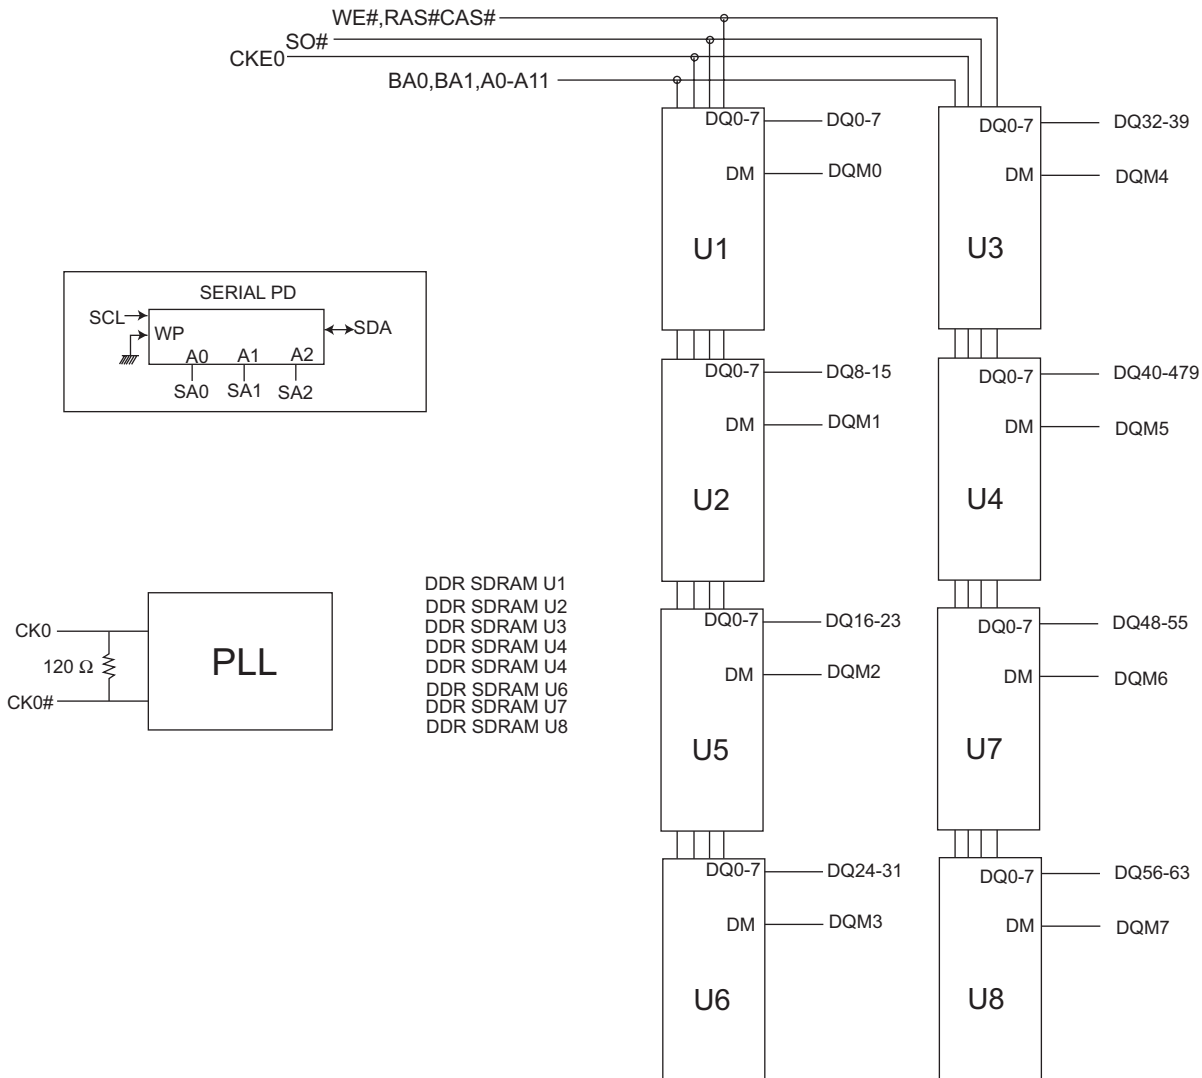 WE#,RAS#CAS#
SO#
CKE0
BA0,BA1,A0-A11
DQ0-7
DQ0-7
DM
DQM0
U1
DQ0-7
DQ32-39
DM
DQM4
U3
SERIAL PD
SCL
WP
SDA
A0
A1
A2
SA0
SA1
SA2
DQ0-7
DQ8-15
DM
DQM1
U2
DQ0-7
DQ40-479
DM
DQM5
U4
CK0
120 Ω
CK0#
PLL
DDR SDRAM U1
DDR SDRAM U2
DDR SDRAM U3
DDR SDRAM U4
DDR SDRAM U4
DDR SDRAM U6
DDR SDRAM U7
DDR SDRAM U8
DQ0-7
DQ16-23
DM
DQM2
U5
DQ0-7
DQ48-55
DM
DQM6
U7
DQ0-7
DQ24-31
DM
DQM3
U6
DQ0-7
DQ56-63
DM
DQM7
U8